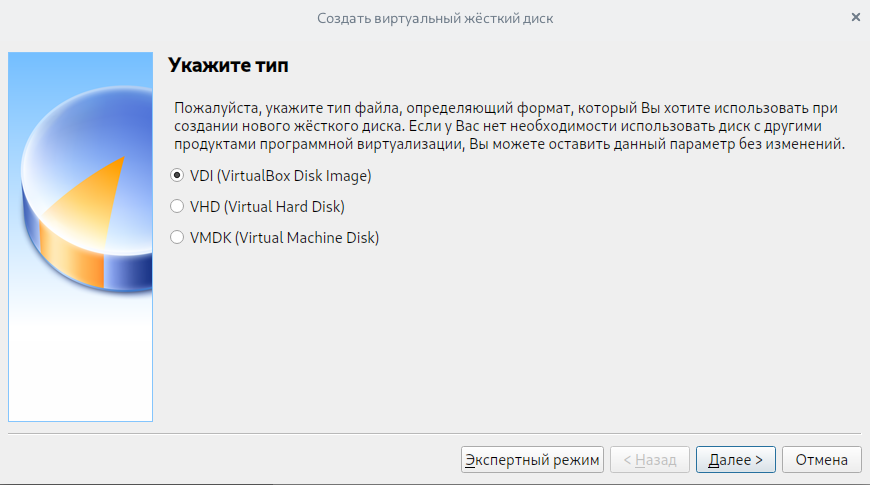 Создать виртуальный жёсткий диск
Укажите тип
Пожалуйста, укажите тип файла, определяющий формат, который Вы хотите использовать при
создании нового жёсткого диска. Если у Вас нет необходимости использовать диск с другими
продуктами программной виртуализации, Вы можете оставить данный параметр без изменений.
VDI (VirtualBox Disk Image)
VHD (Virtual Hard Disk)
VMDK (Virtual Machine Disk)
Экспертный режим
< Назад
Далее >
Отмена